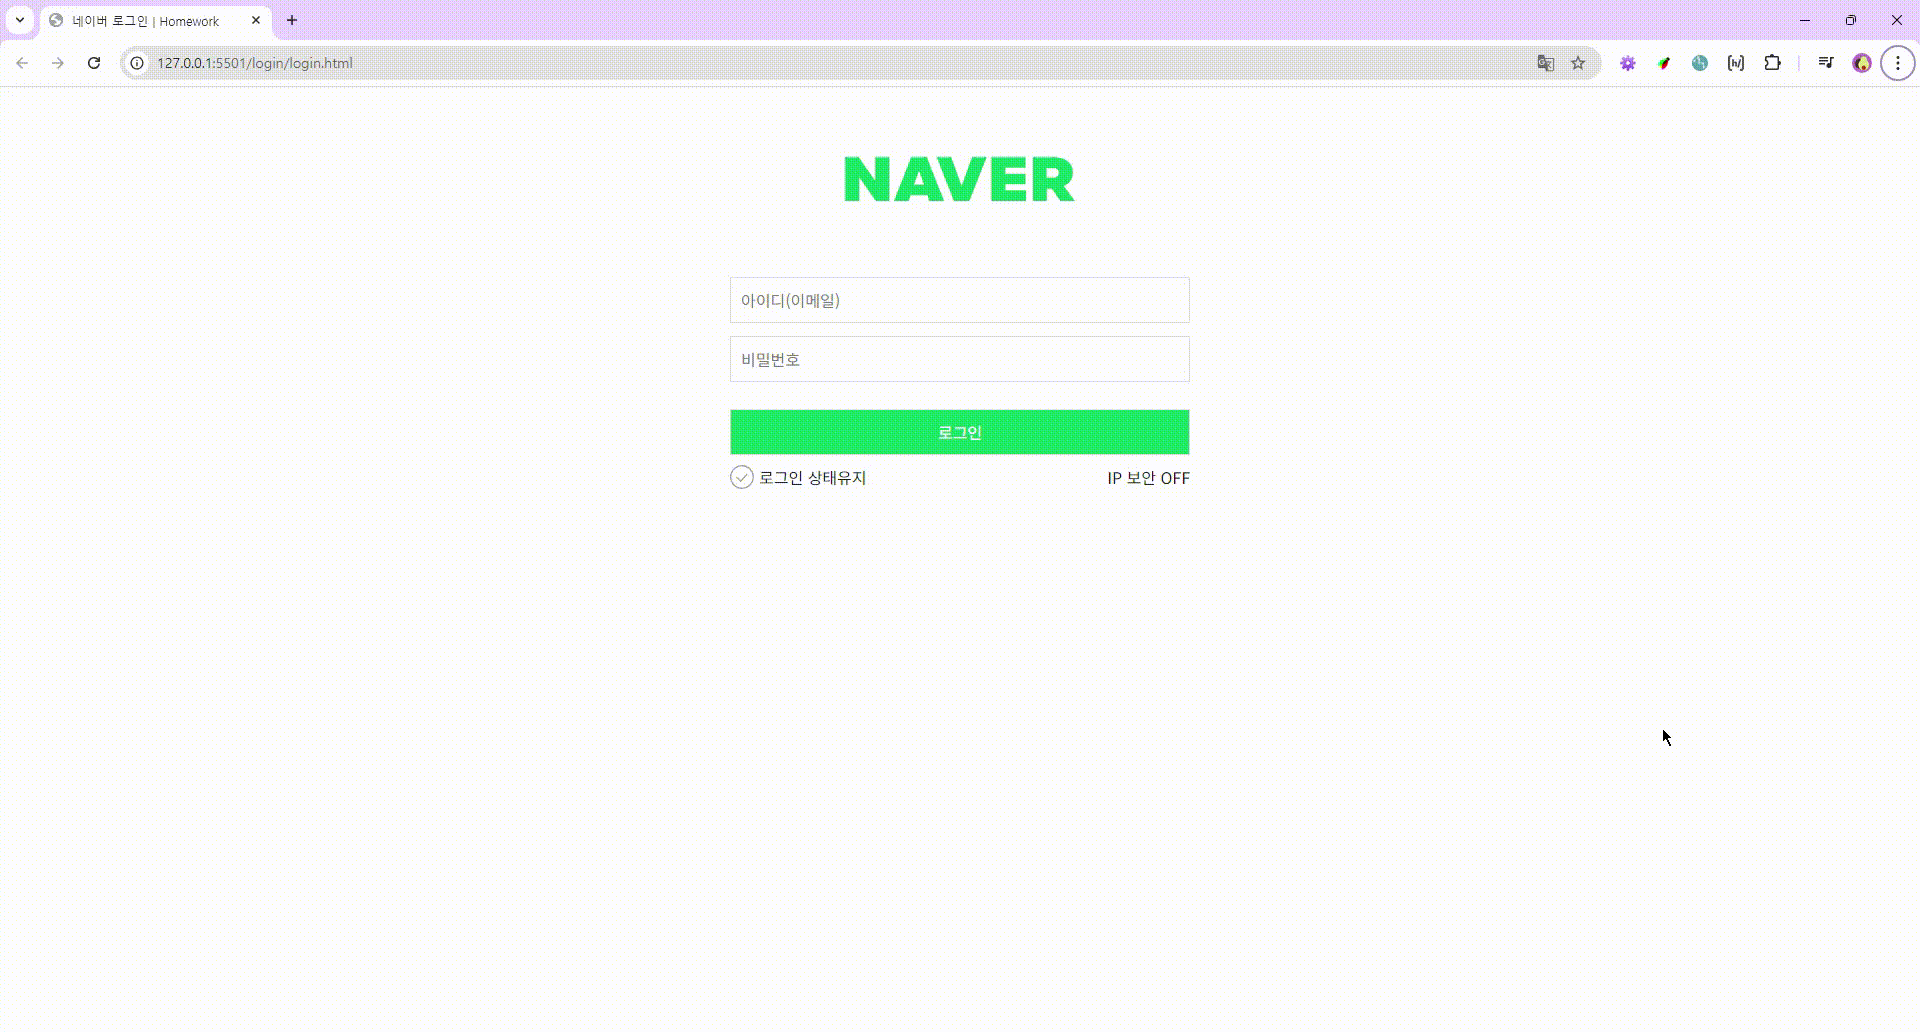 네이버 로그인 | Homework
127.0.0.1:5501/login/login.html
NAVER
아이디(이메일)
비밀번호
로그인
로그인 상태유지
IP 보안 OFF